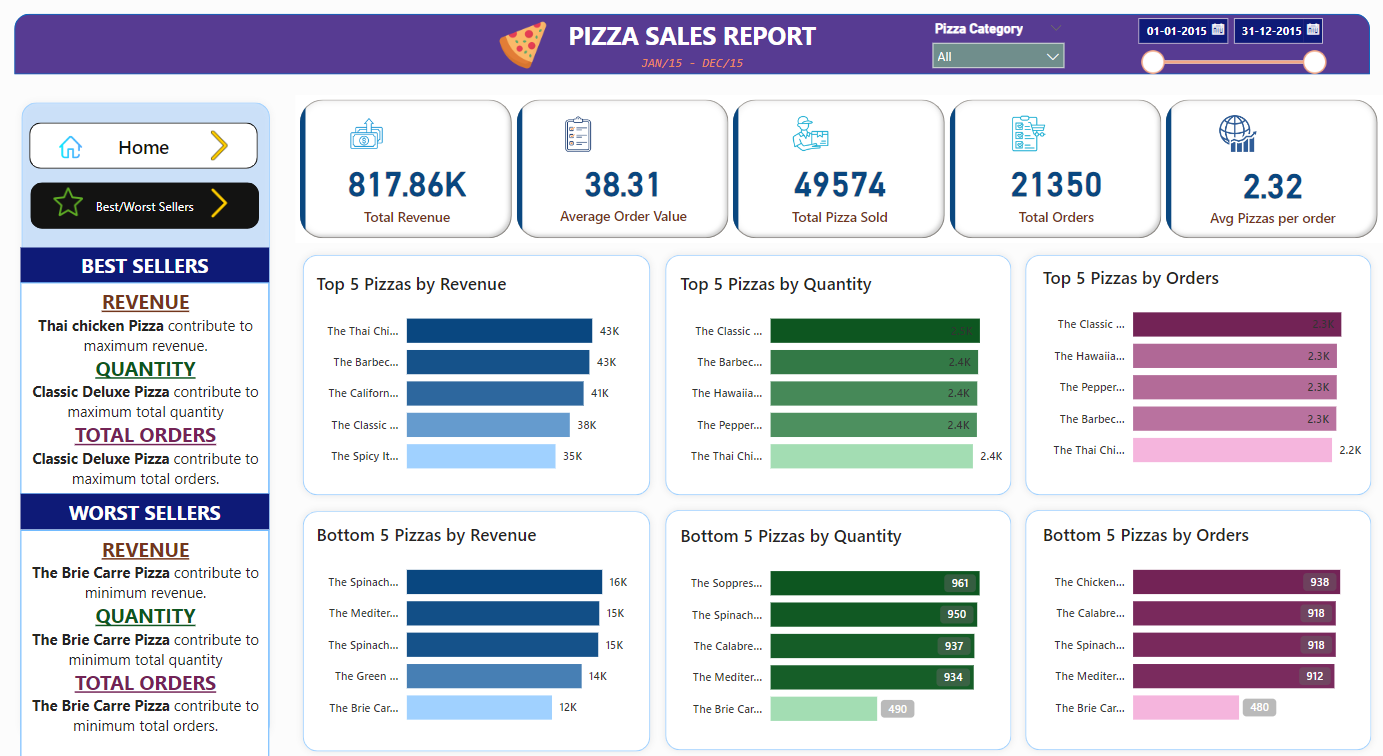 PIZZA SALES REPORT
JAN/15 - DEC/15
Pizza Category
All
01-01-2015
31-12-2015
Home
Best/Worst Sellers
817.86K
Total Revenue
38.31
Average Order Value
49574
Total Pizza Sold
21350
Total Orders
2.32
Avg Pizzas per order
BEST SELLERS
REVENUE
Thai chicken Pizza contribute to
maximum revenue.
QUANTITY
Classic Deluxe Pizza contribute to
maximum total quantity
TOTAL ORDERS
Classic Deluxe Pizza contribute to
maximum total orders.
WORST SELLERS
REVENUE
The Brie Carre Pizza contribute to
minimum revenue.
QUANTITY
The Brie Carre Pizza contribute to
minimum total quantity
TOTAL ORDERS
The Brie Carre Pizza contribute to
minimum total orders.
Top 5 Pizzas by Revenue
The Thai Chi... 43K
The Barbec... 43K
The Californ... 41K
The Classic ... 38K
The Spicy It... 35K
Top 5 Pizzas by Quantity
The Classic ...
The Barbec... 2.4K
The Hawaiia... 2.4K
The Pepper... 2.4K
The Thai Chi... 2.4K
Top 5 Pizzas by Orders
The Classic ... 2.3K
The Hawaiia... 2.3K
The Pepper... 2.3K
The Barbec... 2.3K
The Thai Chi... 2.2K
Bottom 5 Pizzas by Revenue
The Spinach... 16K
The Mediter... 15K
The Spinach... 15K
The Green ... 14K
The Brie Car... 12K
Bottom 5 Pizzas by Quantity
The Soppres... 961
The Spinach... 950
The Calabre... 937
The Mediter... 934
The Brie Car... 490
Bottom 5 Pizzas by Orders
The Chicken... 938
The Calabre... 918
The Spinach... 918
The Mediter... 912
The Brie Car... 480